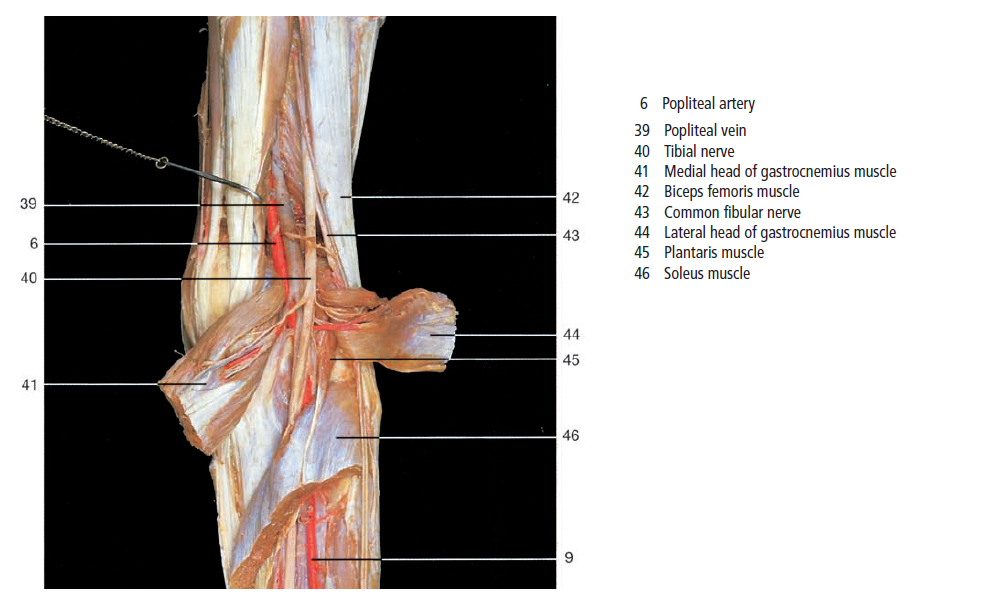 39
6
40
41
42
43
44
45
46
9
6 Popliteal artery
39 Popliteal vein
40 Tibial nerve
41 Medial head of gastrocnemius muscle
42 Biceps femoris muscle
43 Common fibular nerve
44 Lateral head of gastrocnemius muscle
45 Plantaris muscle
46 Soleus muscle